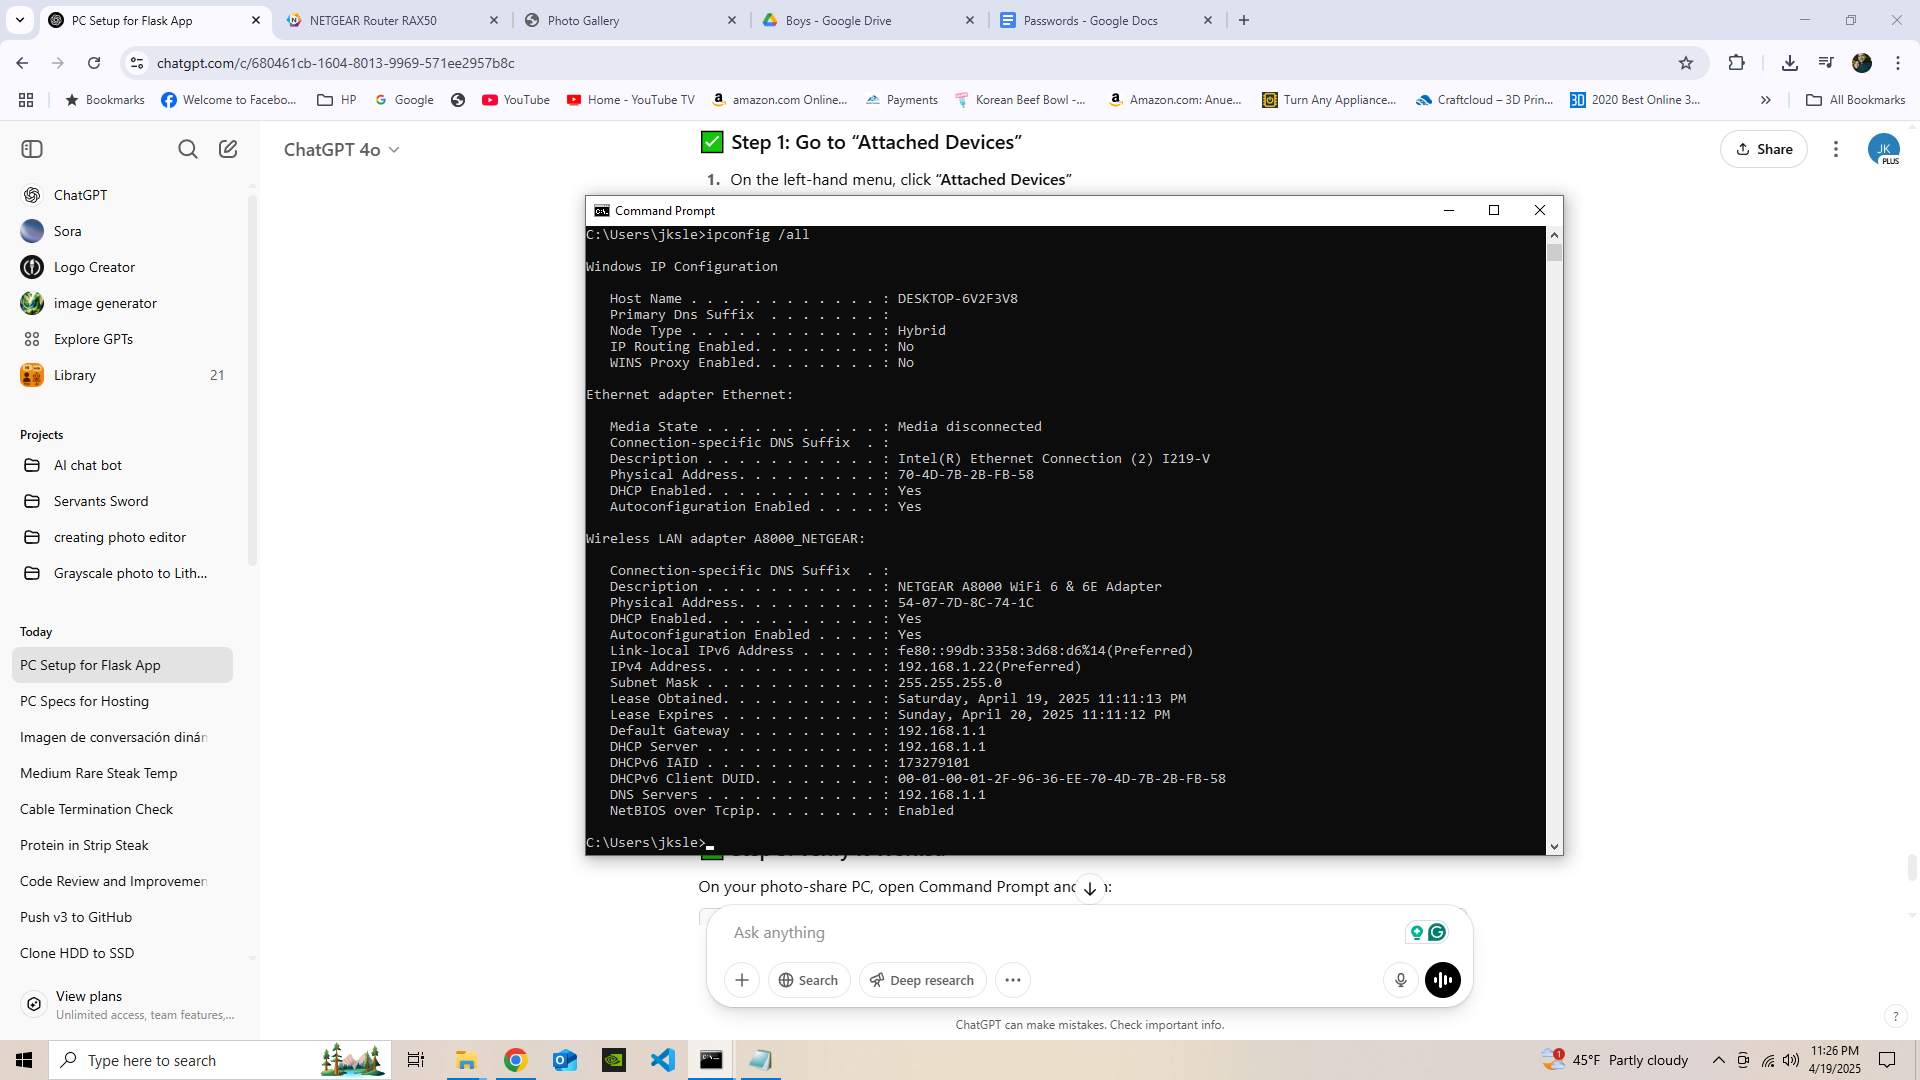 PC Setup for Flask App
NETGEAR Router RAX50
Photo Gallery
Boys - Google Drive
Passwords - Google Docs
chatgpt.com/c/680461cb-1604-8013-9969-571ee2957b8c
Bookmarks
Welcome to Facebo...
HP
Google
YouTube
Home - YouTube TV
amazon.com Online...
Payments
Korean Beef Bowl -...
Amazon.com: Anue...
Turn Any Appliance...
Craftcloud – 3D Prin...
3D
2020 Best Online 3...
All Bookmarks
ChatGPT
Sora
Logo Creator
image generator
Explore GPTs
Library 21
Projects
AI chat bot
Servants Sword
creating photo editor
Grayscale photo to Lith...
Today
PC Setup for Flask App
PC Specs for Hosting
Imagen de conversación dinán
Medium Rare Steak Temp
Cable Termination Check
Protein in Strip Steak
Code Review and Improvemen
Push v3 to GitHub
Clone HDD to SSD
View plans
Unlimited access, team features,...
ChatGPT 4o
Share
JK
PLUS
Step 1: Go to “Attached Devices”
1. On the left-hand menu, click “Attached Devices”
Command Prompt
C:\Users\jksle>ipconfig /all
Windows IP Configuration
Host Name . . . . . . . . . . . . : DESKTOP-6V2F3V8
Primary Dns Suffix  . . . . . . . :
Node Type . . . . . . . . . . . . : Hybrid
IP Routing Enabled. . . . . . . . : No
WINS Proxy Enabled. . . . . . . . : No
Ethernet adapter Ethernet:
Media State . . . . . . . . . . . : Media disconnected
Connection-specific DNS Suffix  . :
Description . . . . . . . . . . . : Intel(R) Ethernet Connection (2) I219-V
Physical Address. . . . . . . . . : 70-4D-7B-2B-FB-58
DHCP Enabled. . . . . . . . . . . : Yes
Autoconfiguration Enabled . . . . : Yes
Wireless LAN adapter A8000_NETGEAR:
Connection-specific DNS Suffix  . :
Description . . . . . . . . . . . : NETGEAR A8000 WiFi 6 & 6E Adapter
Physical Address. . . . . . . . . : 54-07-7D-8C-74-1C
DHCP Enabled. . . . . . . . . . . : Yes
Autoconfiguration Enabled . . . . : Yes
Link-local IPv6 Address . . . . . : fe80::99db:3358:3d68:d6%14(Preferred)
IPv4 Address. . . . . . . . . . . : 192.168.1.22(Preferred)
Subnet Mask . . . . . . . . . . . : 255.255.255.0
Lease Obtained. . . . . . . . . . : Saturday, April 19, 2025 11:11:13 PM
Lease Expires . . . . . . . . . . : Sunday, April 20, 2025 11:11:12 PM
Default Gateway . . . . . . . . . : 192.168.1.1
DHCP Server . . . . . . . . . . . : 192.168.1.1
DHCPv6 IAID . . . . . . . . . . . : 173279101
DHCPv6 Client DUID. . . . . . . . : 00-01-00-01-2F-96-36-EE-70-4D-7B-2B-FB-58
DNS Servers . . . . . . . . . . . : 192.168.1.1
NetBIOS over Tcpip. . . . . . . . : Enabled
C:\Users\jksle>
On your photo-share PC, open Command Prompt and
Ask anything
Search
Deep research
ChatGPT can make mistakes. Check important info.
?
Type here to search
1
45°F Partly cloudy
11:26 PM
4/19/2025